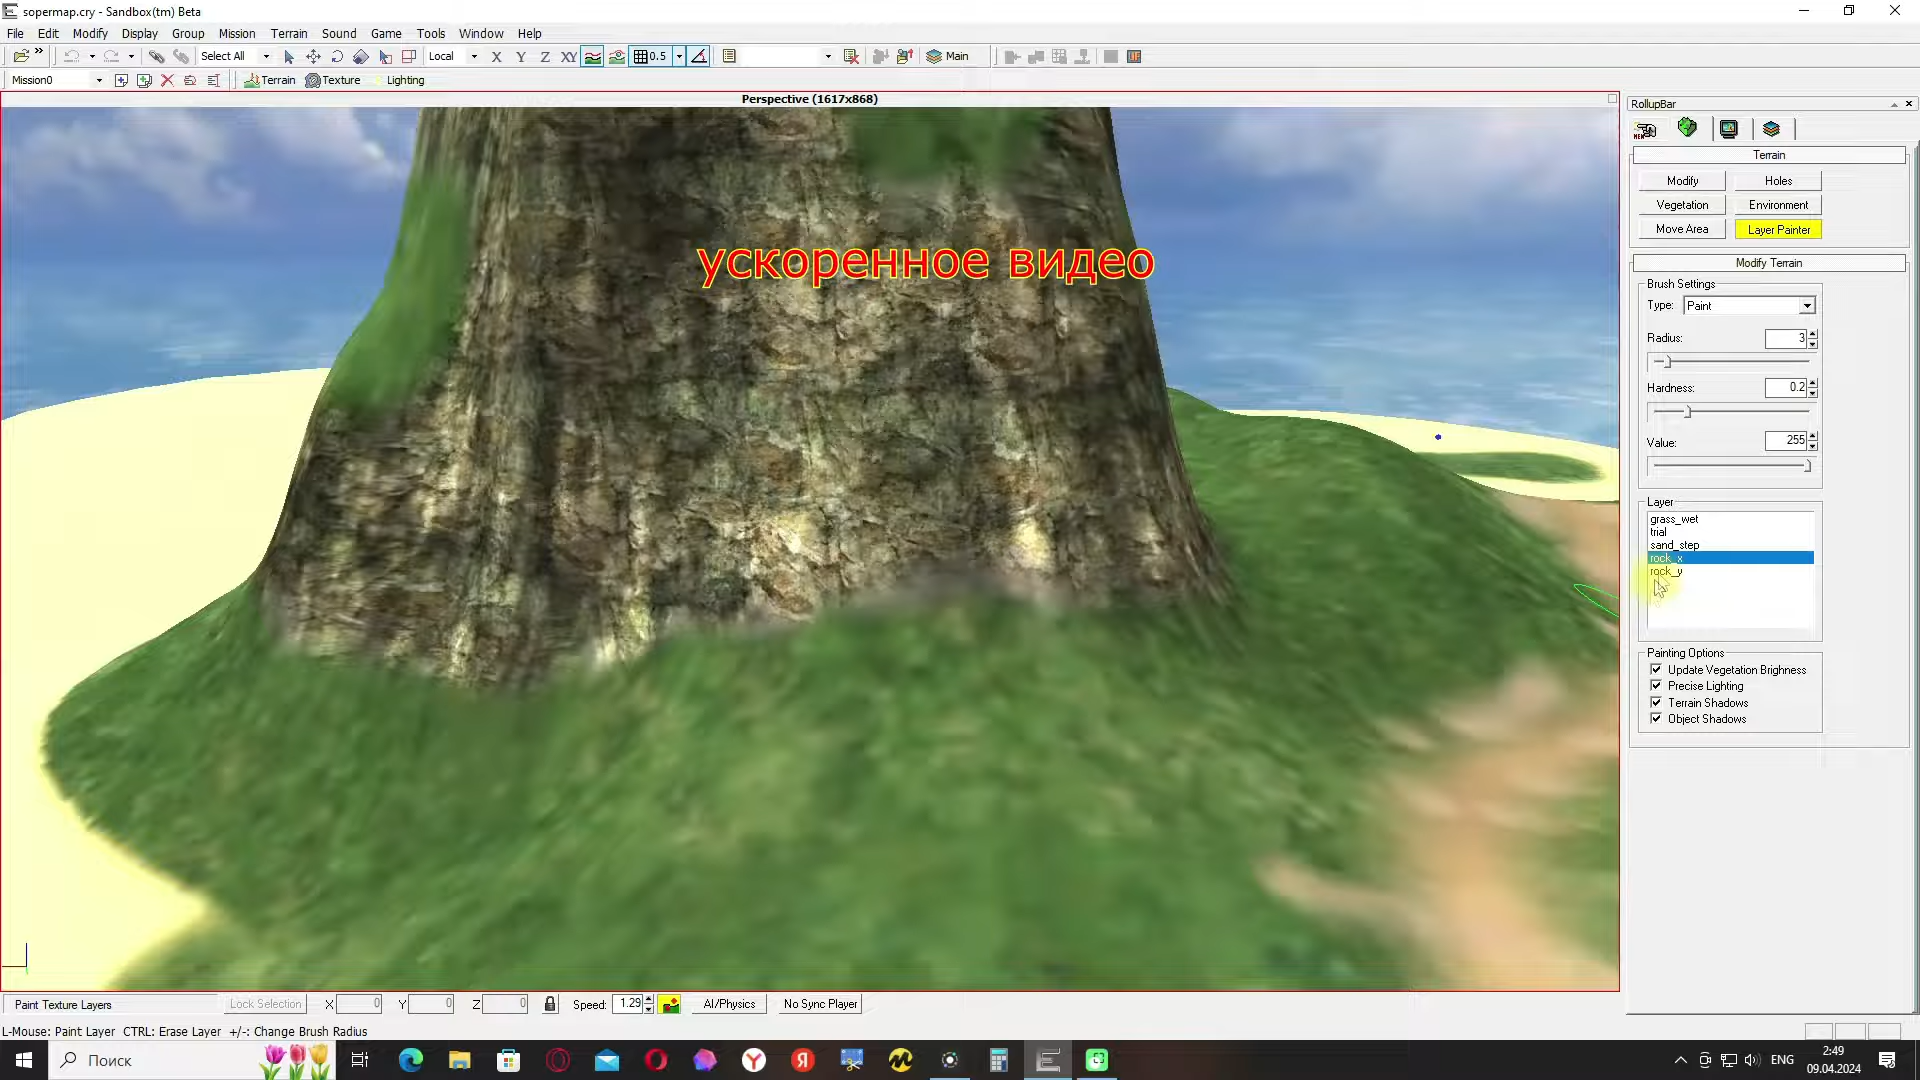 sopermap.cry - Sandbox(tm) Beta
File Edit Modify Display Group Mission Terrain Sound Game Tools Window Help
Select All Local X Y Z XY 0.5 Main
Mission0 Terrain Texture Lighting
Perspective (1617x868)
ускоренное видео
RollupBar
Terrain
Modify Holes
Vegetation Environment
Move Area Layer Painter
Modify Terrain
Brush Settings
Type: Paint
Radius: 3
Hardness: 0.2
Value: 255
Layer
grass_wet
trial
sand_step
rock_x
rock_y
Painting Options
Update Vegetation Brighness
Precise Lighting
Terrain Shadows
Object Shadows
Paint Texture Layers Lock Selection X 0 Y 0 Z 0 Speed: 1.29 AI/Physics No Sync Player
L-Mouse: Paint Layer CTRL: Erase Layer +/-: Change Brush Radius
Поиск ENG 2:49
09.04.2024